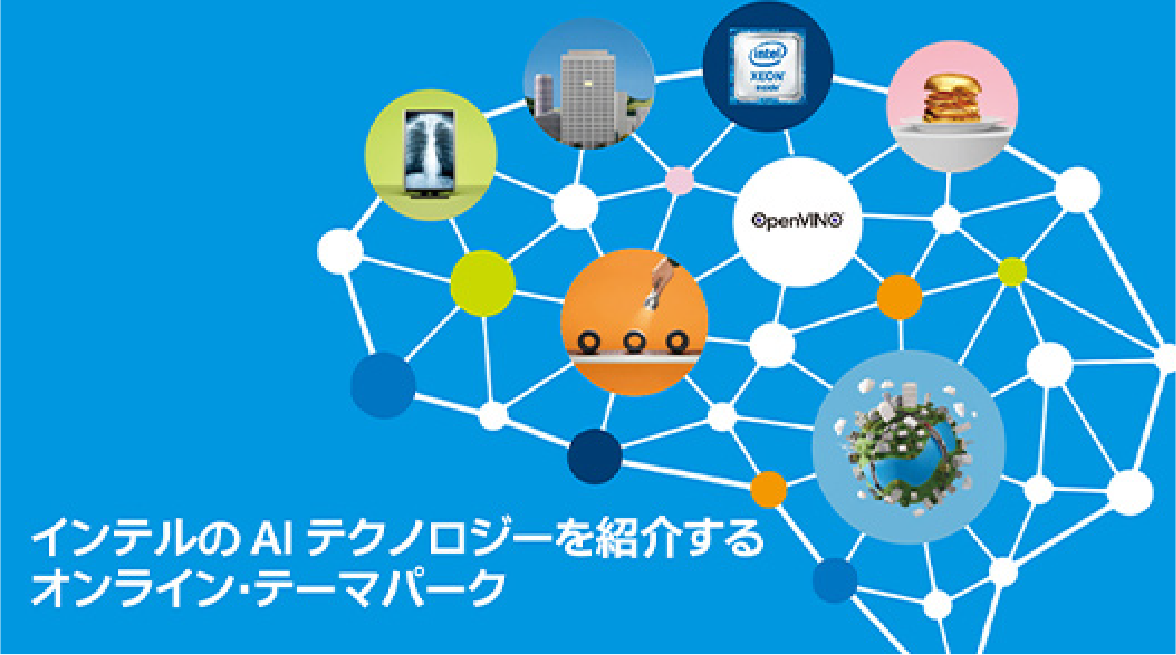 intel
XEON
inside
OpenVINO
インテルの AI テクノロジーを紹介する
オンライン・テーマパーク